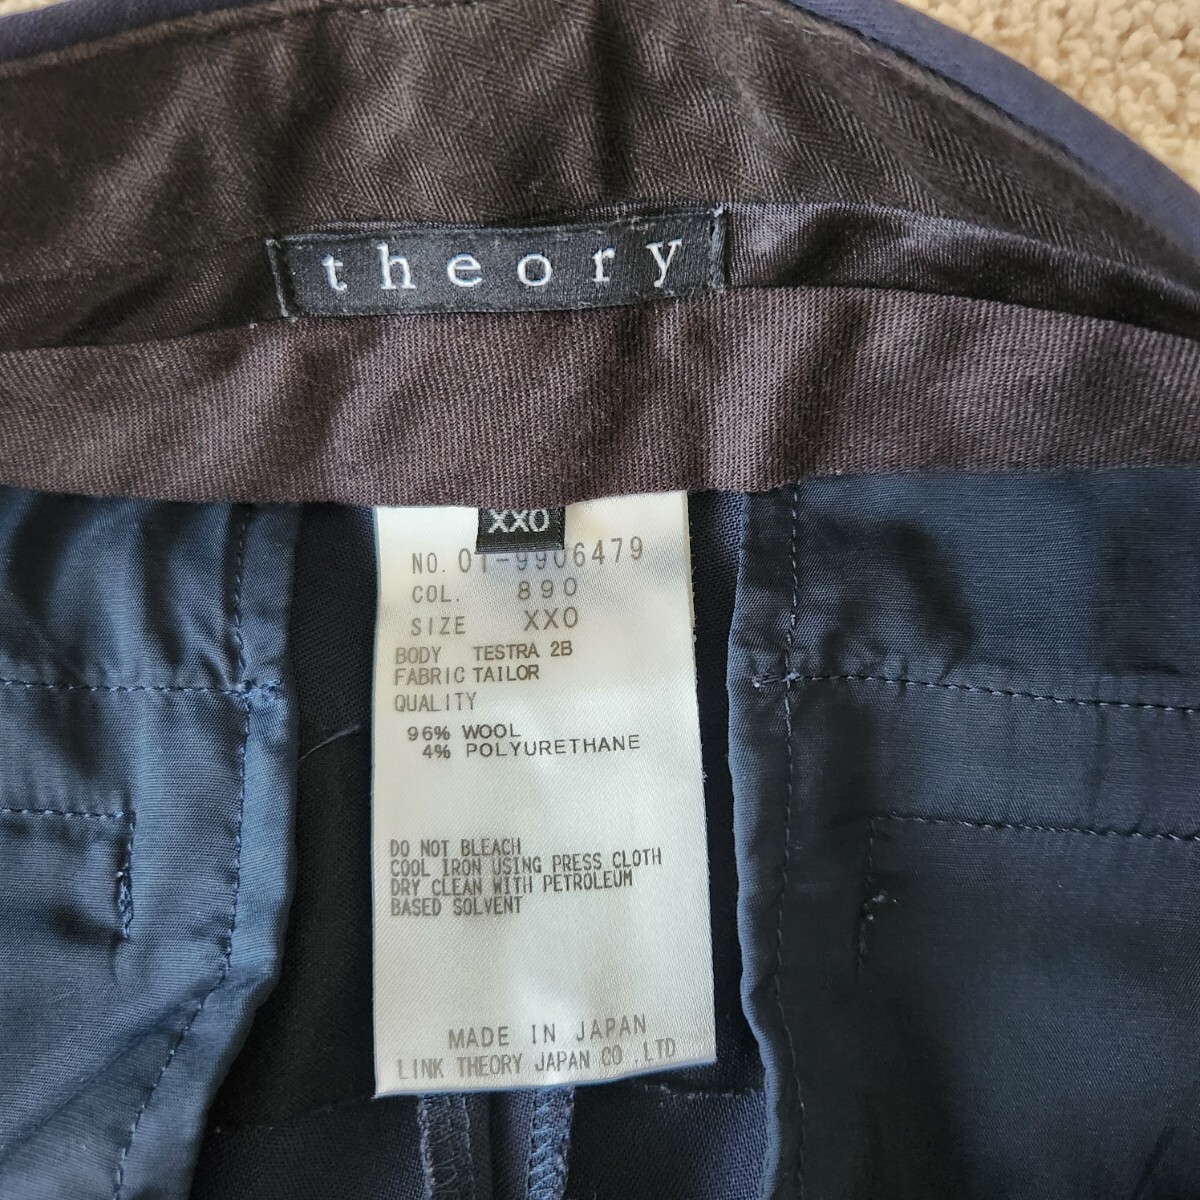 theory
XXO
NO. 01-9906479
COL. 890
SIZE XXO
BODY TESTRA 2B
FABRIC TAILOR
QUALITY
96% WOOL
4% POLYURETHANE
DO NOT BLEACH
COOL IRON USING PRESS CLOTH
DRY CLEAN WITH PETROLEUM
BASED SOLVENT
MADE IN JAPAN
LINK THEORY JAPAN CO.,LTD